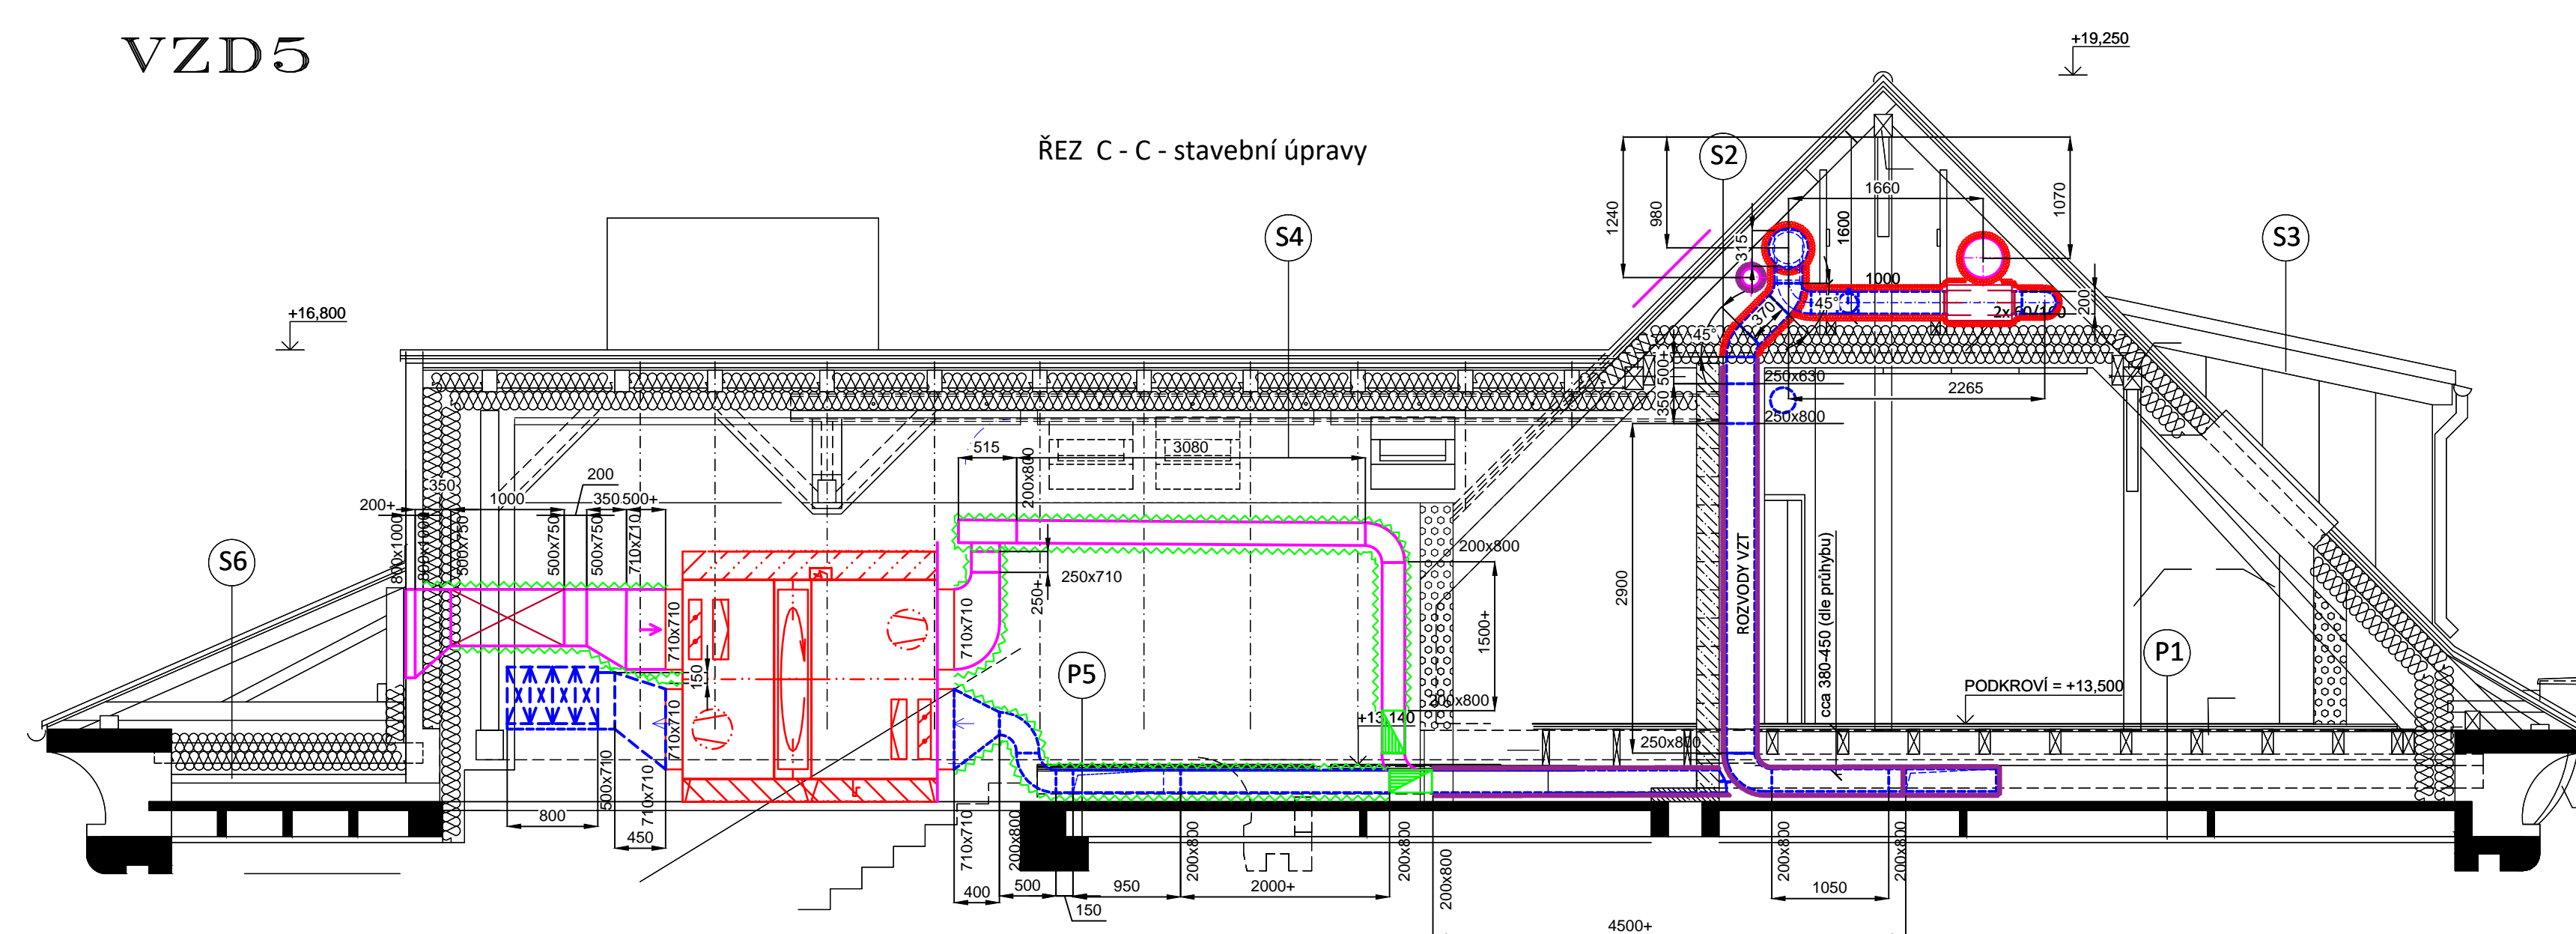 VZD5
ŘEZ C - C - stavební úpravy
+19,250
+16,800
S2
S4
S3
S6
P5
P1
1240
980
315
1660
1600
1070
1000
45°
370
200
45°
500+
350
250x630
250x800
2265
515
3080
200x800
200
350
1000
350
500+
200+
800x1000
500x750
500x750
500x750
710x710
200x800
250x710
250+
1500+
2900
ROZVODY VZT
cca 380-450 (dle průhybu)
PODKROVÍ = +13,500
710x710
710x710
150
710x710
200x800
+13,140
250x800
500x710
710x710
800
450
710x710
200x800
200x800
200x800
200x800
200x800
200x800
400
500
150
950
2000+
1050
4500+